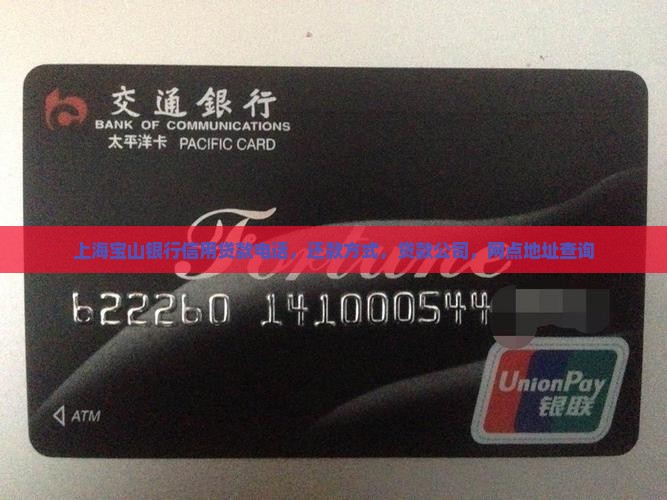 交通銀行
BANK OF COMMUNICATIONS
太平洋卡 PACIFIC CARD
Fortune
上海宝山银行信用贷款电话，还款方式，贷款公司，网点地址查询
622260 141000544
UnionPay
银联
ATM